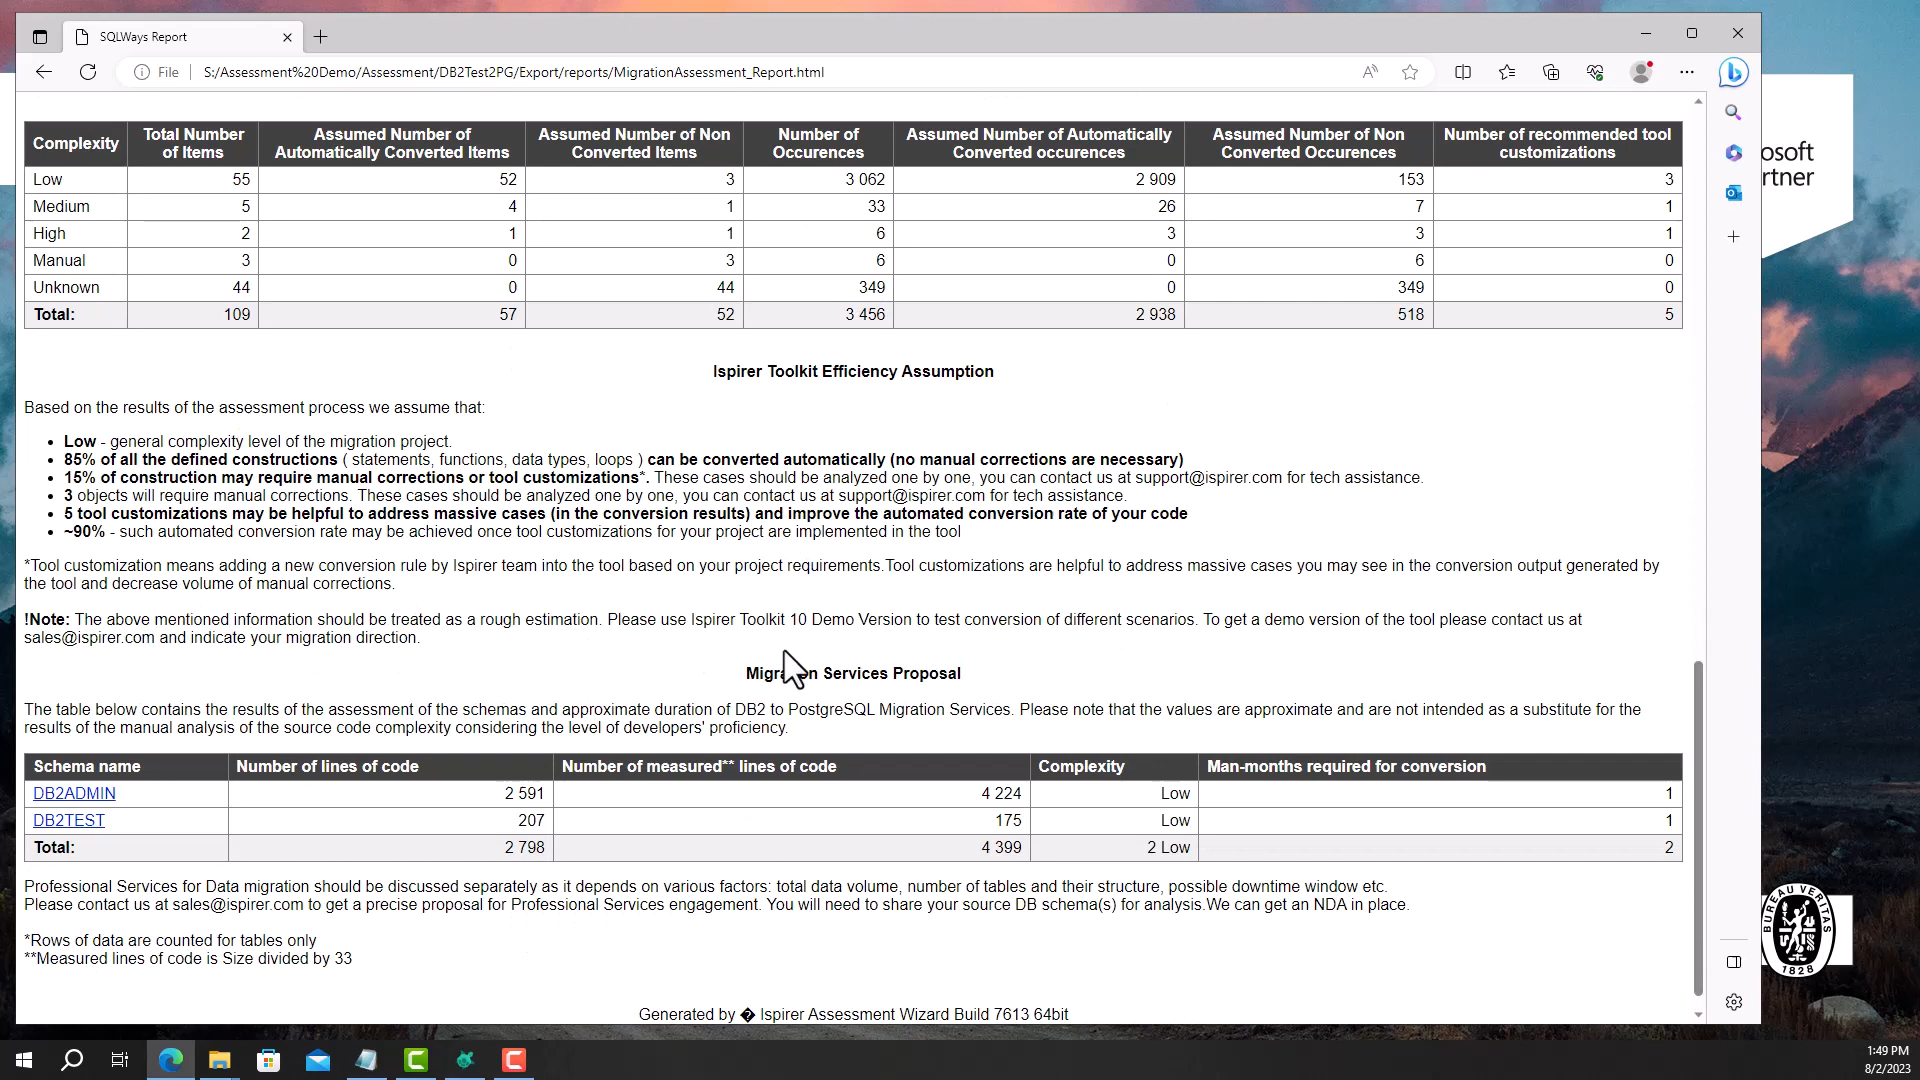 SQLWays Report
File
S:/Assessment%20Demo/Assessment/DB2Test2PG/Export/reports/MigrationAssessment_Report.html
Complexity | Total Number of Items | Assumed Number of Automatically Converted Items | Assumed Number of Non Converted Items | Number of Occurences | Assumed Number of Automatically Converted occurences | Assumed Number of Non Converted Occurences | Number of recommended tool customizations
Low 55 52 3 3 062 2 909 153 3
Medium 5 4 1 33 26 7 1
High 2 1 1 6 3 3 1
Manual 3 0 3 6 0 6 0
Unknown 44 0 44 349 0 349 0
Total: 109 57 52 3 456 2 938 518 5
Ispirer Toolkit Efficiency Assumption
Based on the results of the assessment process we assume that:
• Low - general complexity level of the migration project.
• 85% of all the defined constructions ( statements, functions, data types, loops ) can be converted automatically (no manual corrections are necessary)
• 15% of construction may require manual corrections or tool customizations*. These cases should be analyzed one by one, you can contact us at support@ispirer.com for tech assistance.
• 3 objects will require manual corrections. These cases should be analyzed one by one, you can contact us at support@ispirer.com for tech assistance.
• 5 tool customizations may be helpful to address massive cases (in the conversion results) and improve the automated conversion rate of your code
• ~90% - such automated conversion rate may be achieved once tool customizations for your project are implemented in the tool
*Tool customization means adding a new conversion rule by Ispirer team into the tool based on your project requirements.Tool customizations are helpful to address massive cases you may see in the conversion output generated by
the tool and decrease volume of manual corrections.
!Note: The above mentioned information should be treated as a rough estimation. Please use Ispirer Toolkit 10 Demo Version to test conversion of different scenarios. To get a demo version of the tool please contact us at
sales@ispirer.com and indicate your migration direction.
Migration Services Proposal
The table below contains the results of the assessment of the schemas and approximate duration of DB2 to PostgreSQL Migration Services. Please note that the values are approximate and are not intended as a substitute for the
results of the manual analysis of the source code complexity considering the level of developers' proficiency.
Schema name | Number of lines of code | Number of measured** lines of code | Complexity | Man-months required for conversion
DB2ADMIN 2 591 4 224 Low 1
DB2TEST 207 175 Low 1
Total: 2 798 4 399 2 Low 2
Professional Services for Data migration should be discussed separately as it depends on various factors: total data volume, number of tables and their structure, possible downtime window etc.
Please contact us at sales@ispirer.com to get a precise proposal for Professional Services engagement. You will need to share your source DB schema(s) for analysis.We can get an NDA in place.
*Rows of data are counted for tables only
**Measured lines of code is Size divided by 33
Generated by � Ispirer Assessment Wizard Build 7613 64bit
osoft
rtner
BUREAU VERITAS
1828
1:49 PM
8/2/2023